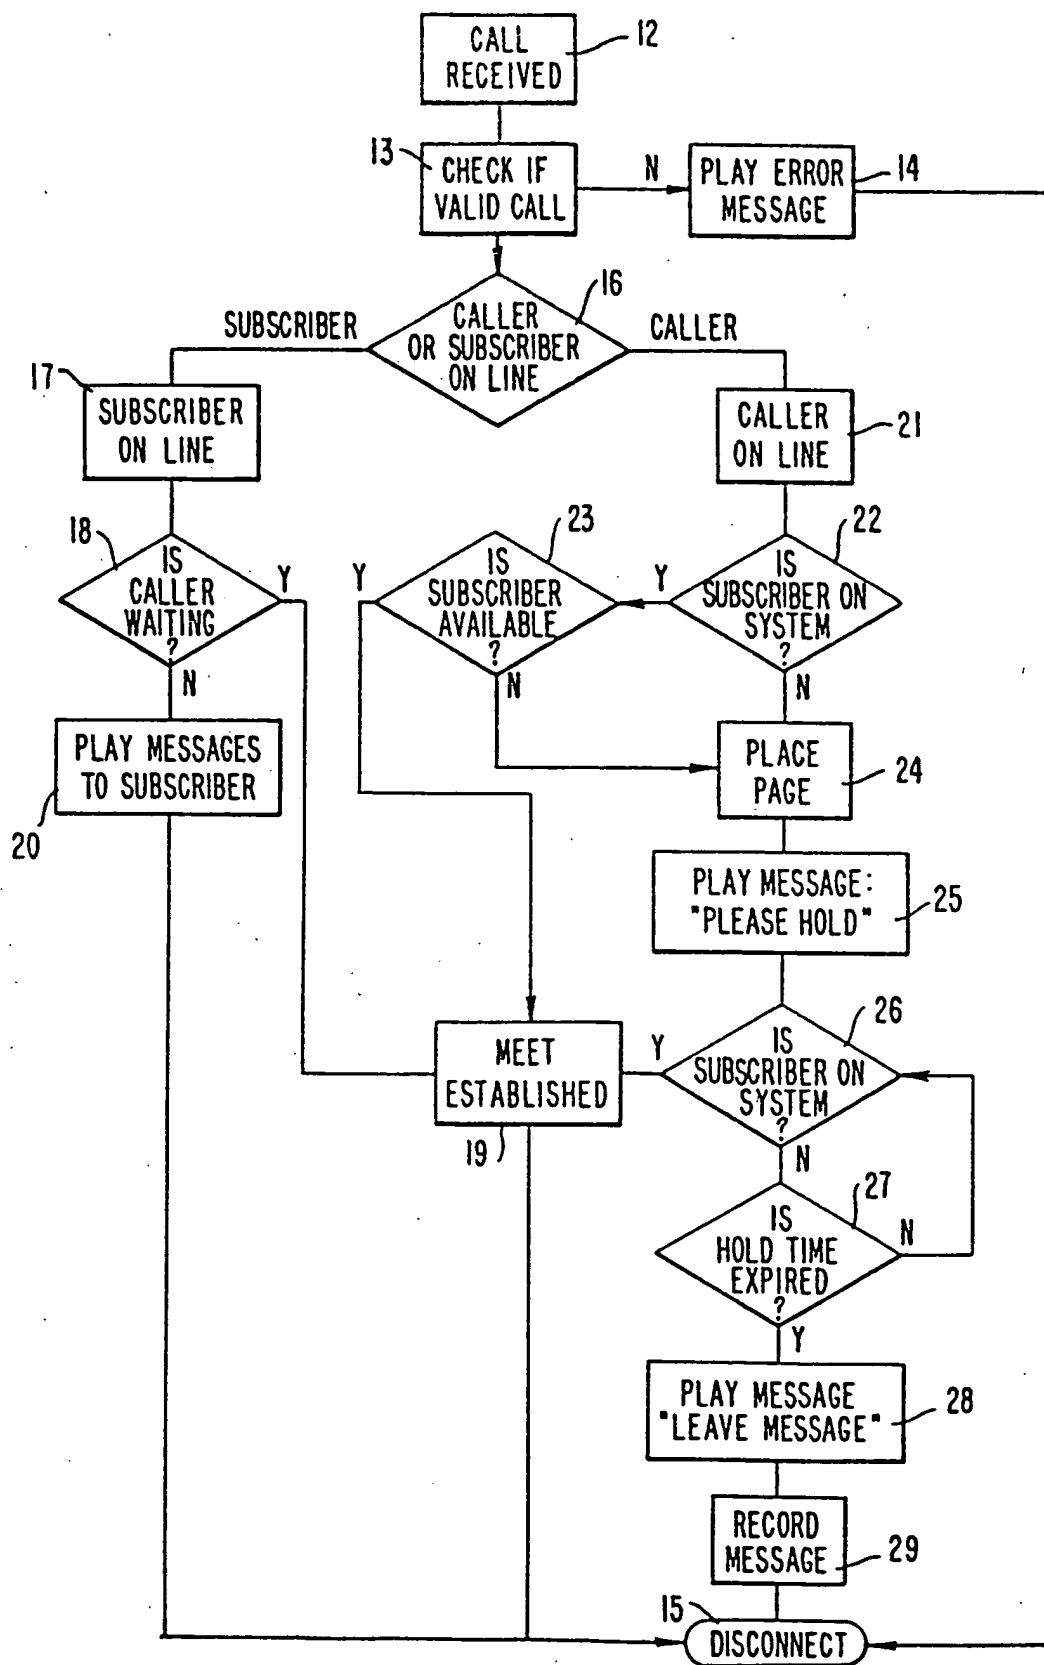 CALL
RECEIVED
12
13
CHECK IF
VALID CALL
N
PLAY ERROR
MESSAGE
14
16
CALLER
OR SUBSCRIBER
ON LINE
SUBSCRIBER
CALLER
17
SUBSCRIBER
ON LINE
CALLER
ON LINE
21
18
IS
CALLER
WAITING
?
Y
N
23
IS
SUBSCRIBER
AVAILABLE
?
Y
N
22
IS
SUBSCRIBER ON
SYSTEM
?
Y
N
PLAY MESSAGES
TO SUBSCRIBER
20
PLACE
PAGE
24
PLAY MESSAGE:
"PLEASE HOLD"
25
MEET
ESTABLISHED
19
26
IS
SUBSCRIBER ON
SYSTEM
?
Y
N
27
IS
HOLD TIME
EXPIRED
?
N
Y
PLAY MESSAGE
"LEAVE MESSAGE"
28
RECORD
MESSAGE
29
15
DISCONNECT